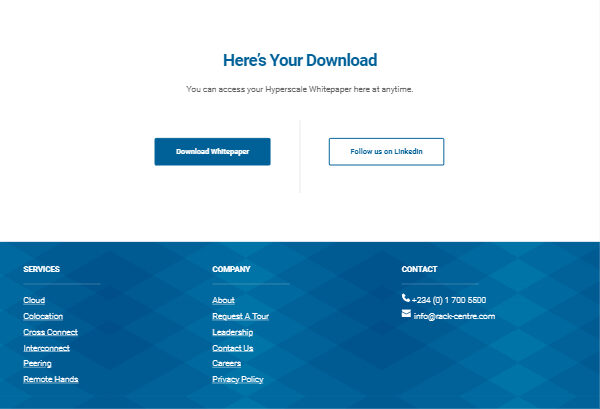 Here's Your Download
You can access your Hyperscale Whitepaper here at anytime.
Download Whitepaper
Follow us on LinkedIn
SERVICES
Cloud
Colocation
Cross Connect
Interconnect
Peering
Remote Hands
COMPANY
About
Request A Tour
Leadership
Contact Us
Careers
Privacy Policy
CONTACT
+234 (0) 1 700 5500
info@rack-centre.com